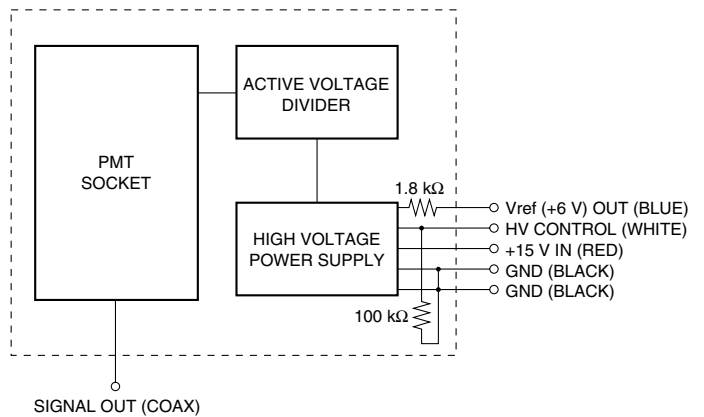 ACTIVE VOLTAGE
DIVIDER
PMT
SOCKET
1.8 kΩ
Vref (+6 V) OUT (BLUE)
HV CONTROL (WHITE)
+15 V IN (RED)
GND (BLACK)
GND (BLACK)
HIGH VOLTAGE
POWER SUPPLY
100 kΩ
SIGNAL OUT (COAX)